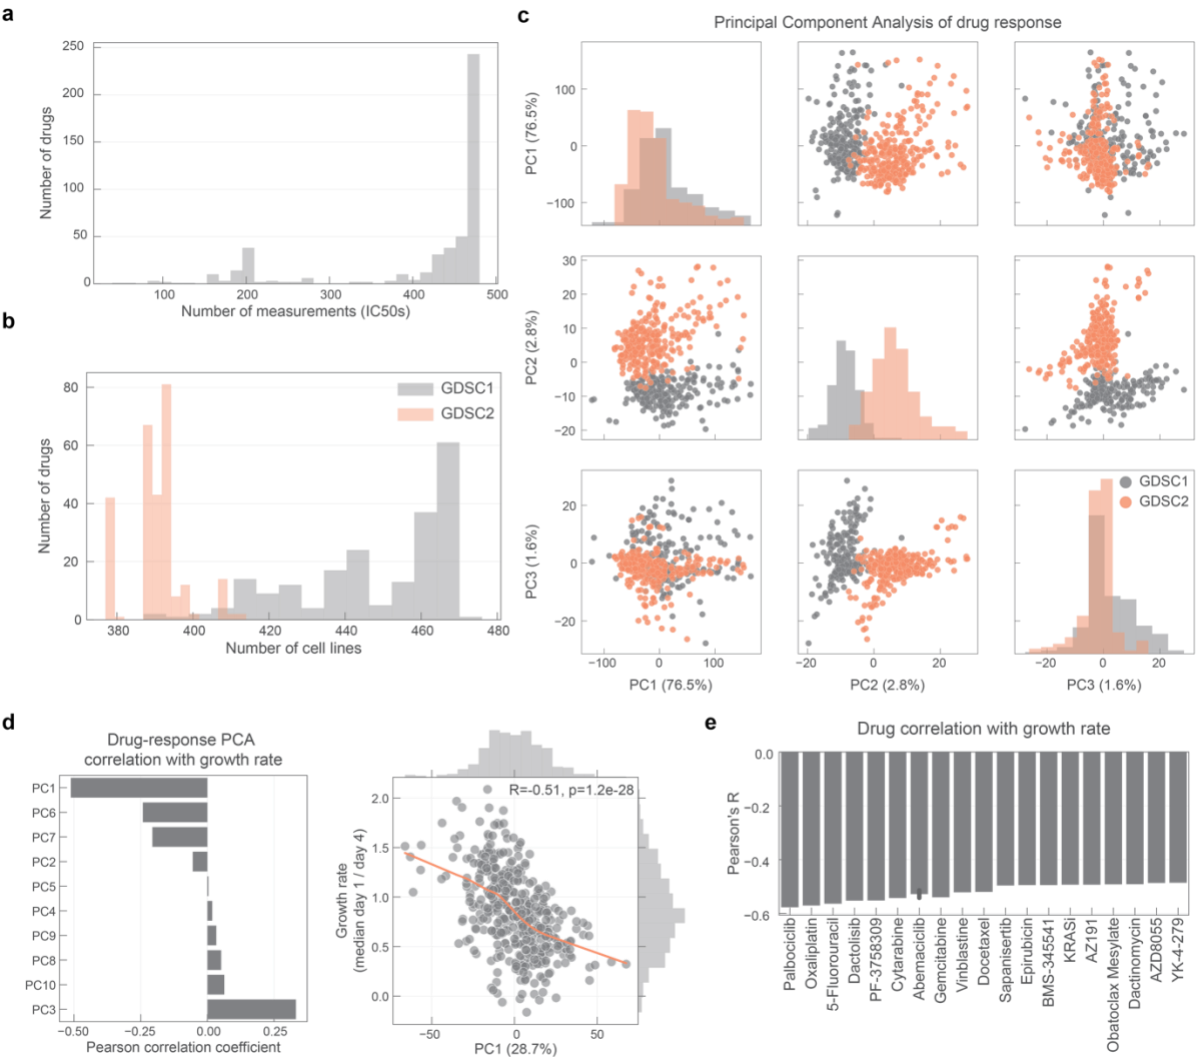 a
250
200
150
100
50
0
Number of drugs
100
200
300
400
500
Number of measurements (IC50s)
b
GDSC1
GDSC2
80
60
40
20
0
Number of drugs
380
400
420
440
460
480
Number of cell lines
c
Principal Component Analysis of drug response
100
0
−100
PC1 (76.5%)
30
20
10
0
−10
−20
PC2 (2.8%)
GDSC1
GDSC2
20
0
−20
PC3 (1.6%)
−100
0
100
−20
0
20
−20
0
20
PC1 (76.5%)
PC2 (2.8%)
PC3 (1.6%)
d
Drug-response PCA
correlation with growth rate
PC1
PC6
PC7
PC2
PC5
PC4
PC9
PC8
PC10
PC3
−0.50
−0.25
0.00
0.25
Pearson correlation coefficient
R=-0.51, p=1.2e-28
2.0
1.5
1.0
0.5
0.0
Growth rate
(median day 1 / day 4)
−50
0
50
PC1 (28.7%)
e
Drug correlation with growth rate
0.0
−0.2
−0.4
−0.6
Pearson's R
Palbociclib
Oxaliplatin
5-Fluorouracil
Dactolisib
PF-3758309
Cytarabine
Abemaciclib
Gemcitabine
Vinblastine
Docetaxel
Sapanisertib
Epirubicin
BMS-345541
KRASi
AZ191
Obatoclax Mesylate
Dactinomycin
AZD8055
YK-4-279